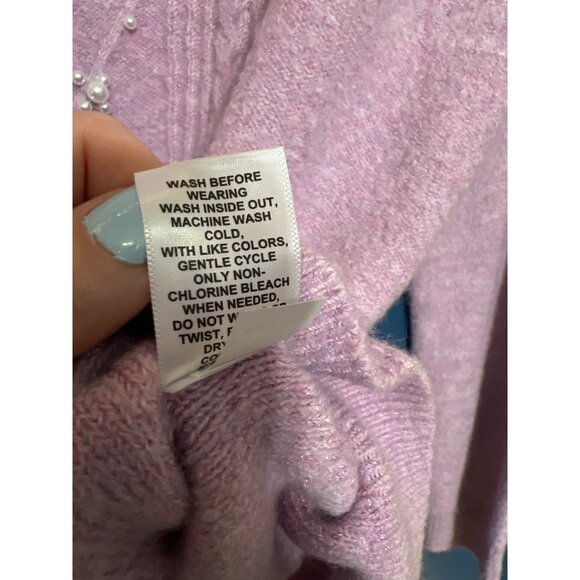 WASH BEFORE
WEARING
WASH INSIDE OUT,
MACHINE WASH
COLD,
WITH LIKE COLORS,
GENTLE CYCLE
ONLY NON-
CHLORINE BLEACH
WHEN NEEDED,
DO NOT
TWIST,